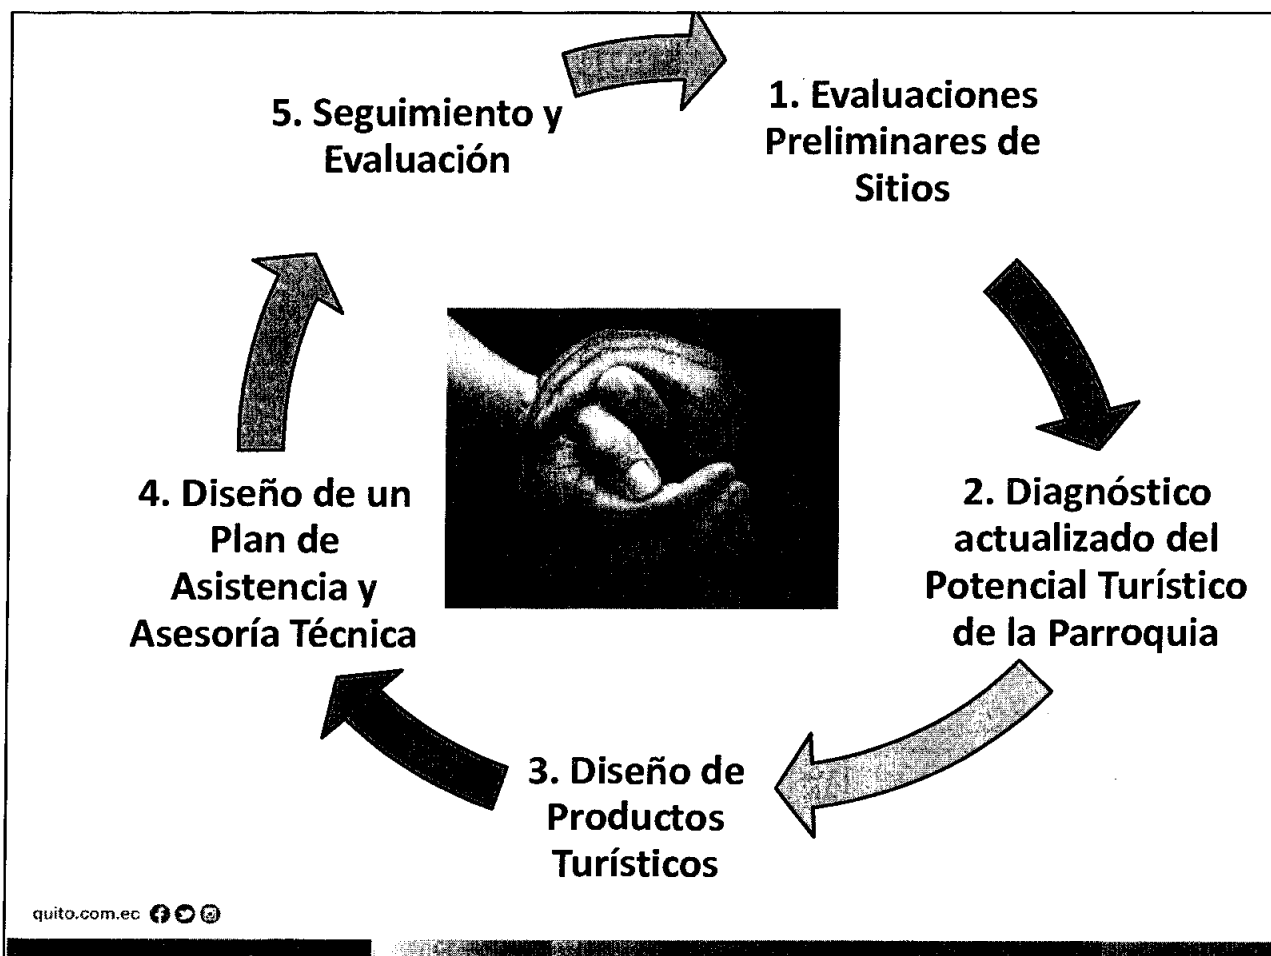 1. Evaluaciones
Preliminares de
Sitios
2. Diagnóstico
actualizado del
Potencial Turístico
de la Parroquia
3. Diseño de
Productos
Turísticos
4. Diseño de un
Plan de
Asistencia y
Asesoría Técnica
5. Seguimiento y
Evaluación
quito.com.ec